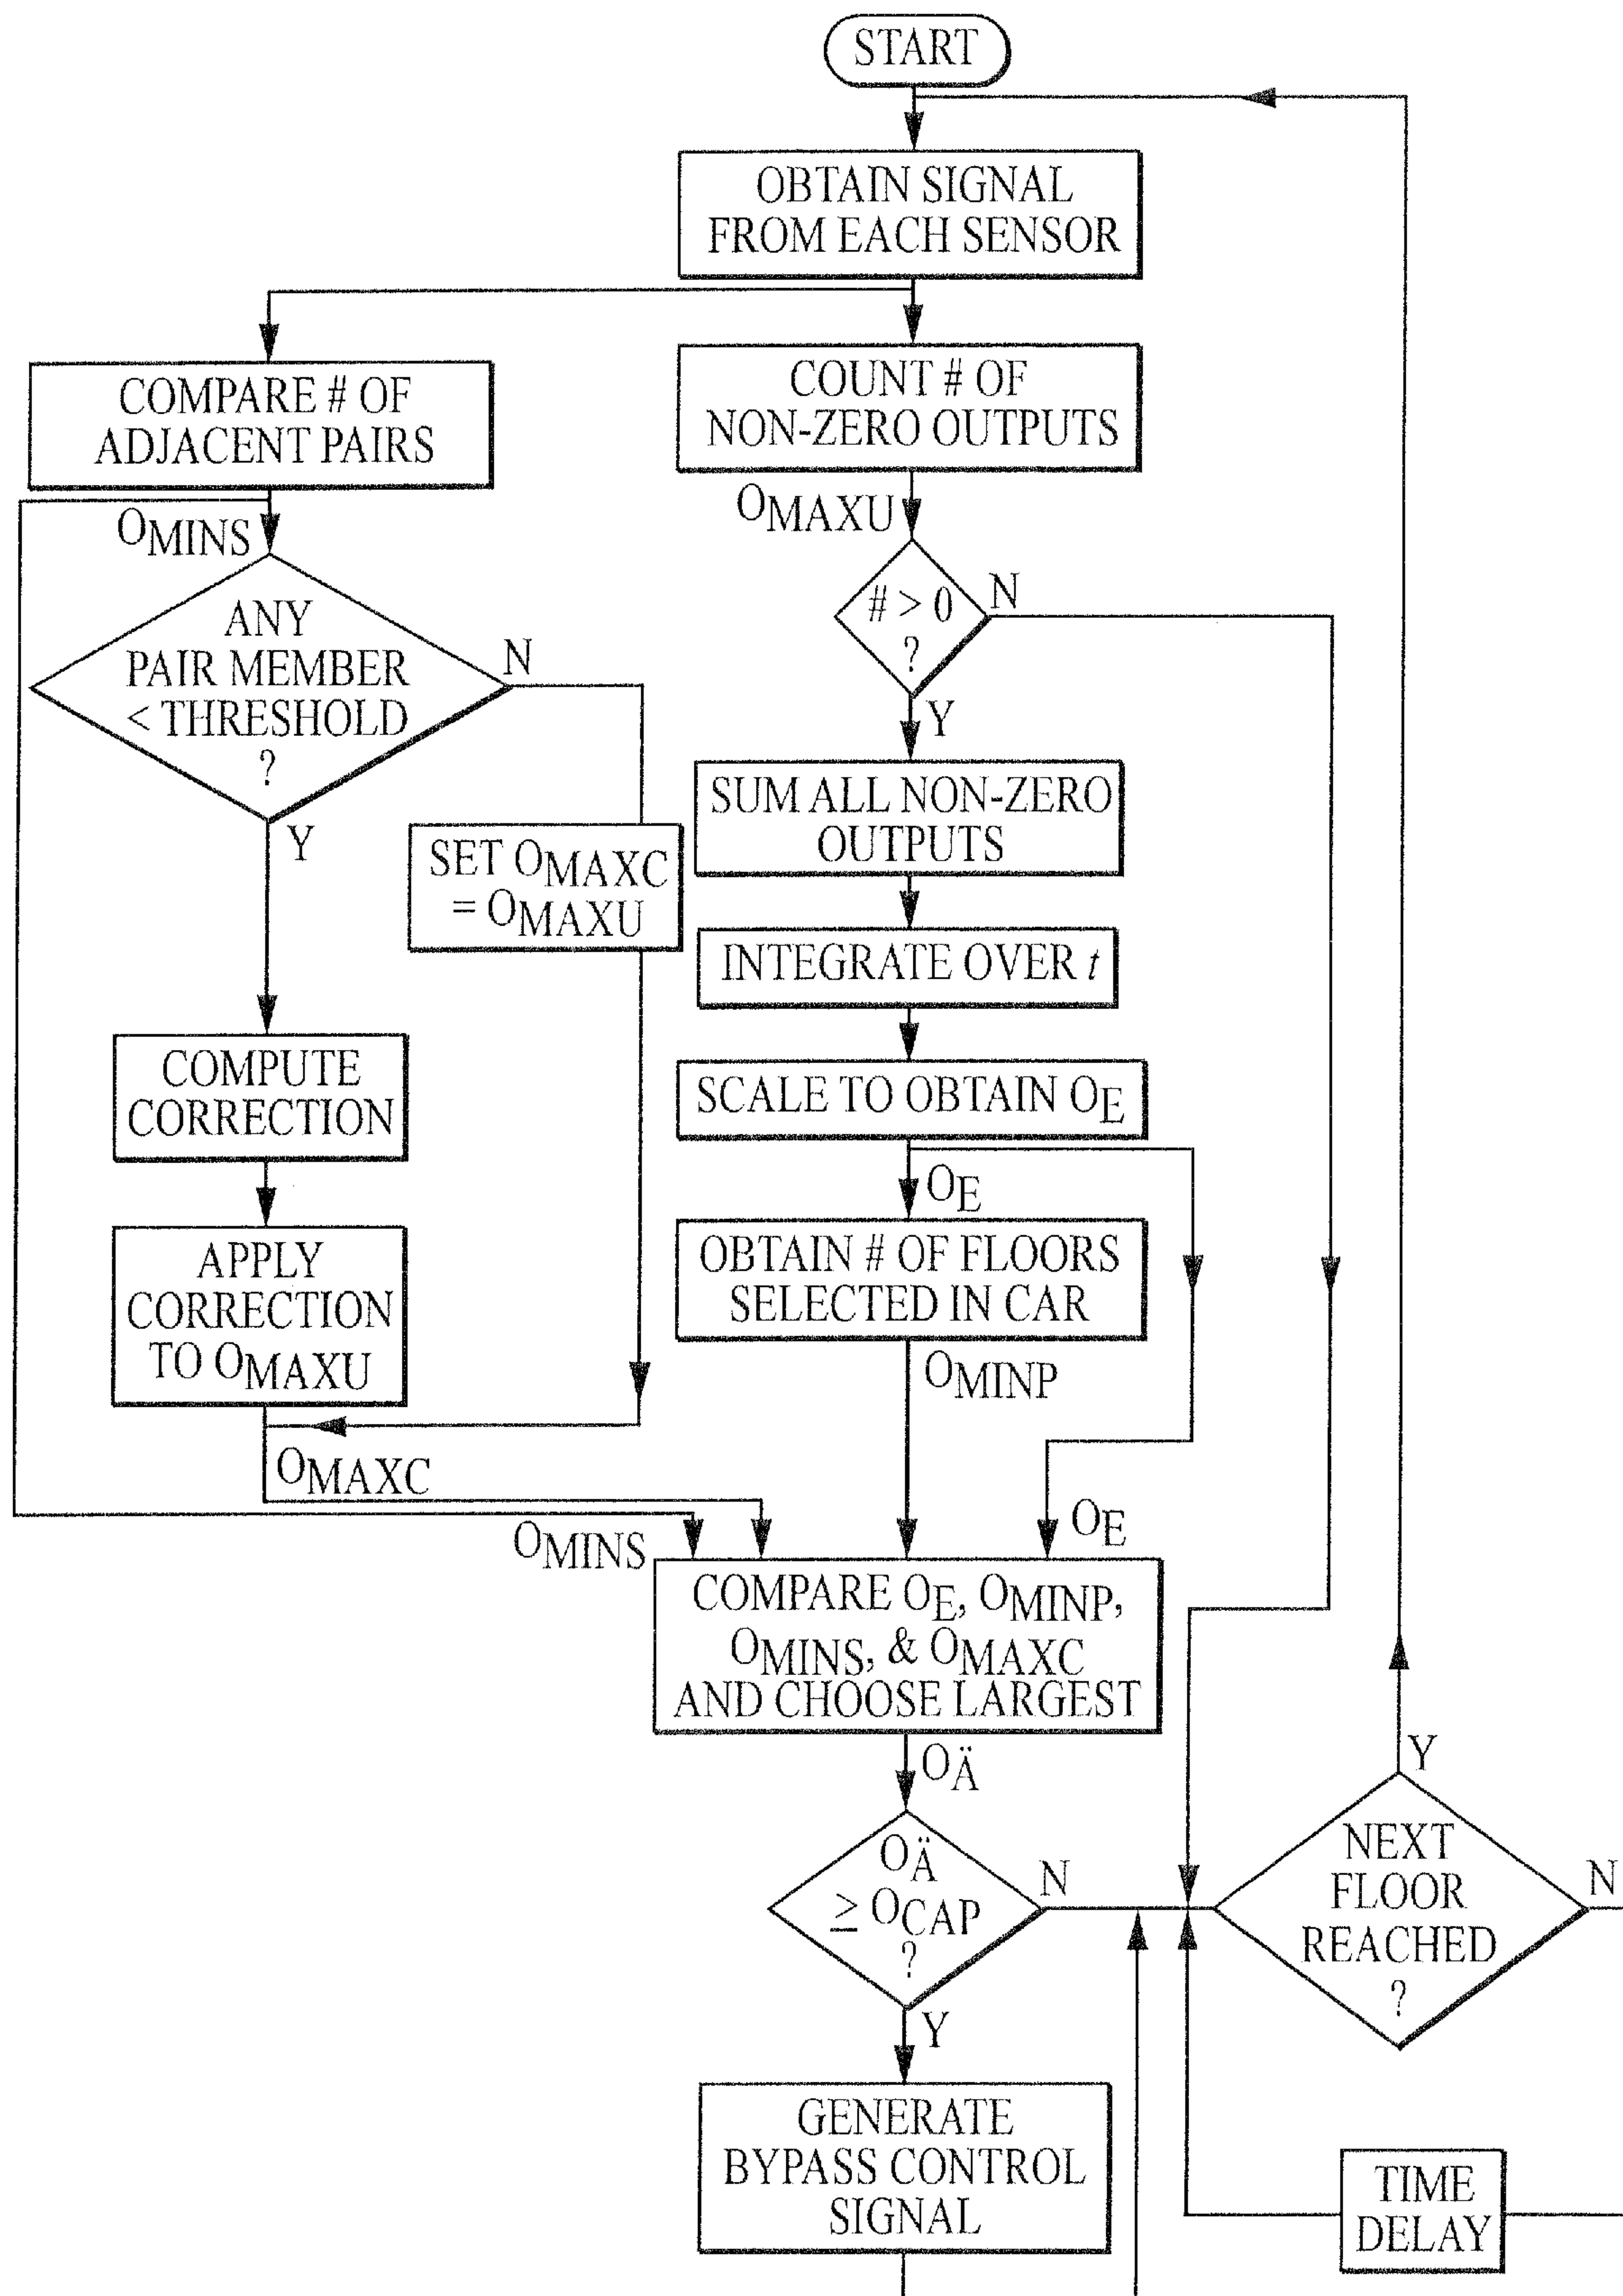 START
OBTAIN SIGNAL
FROM EACH SENSOR
COMPARE # OF
ADJACENT PAIRS
COUNT # OF
NON-ZERO OUTPUTS
OMINS
OMAXU
ANY
PAIR MEMBER
< THRESHOLD
?
N
Y
# > 0
?
N
Y
SET OMAXC
= OMAXU
SUM ALL NON-ZERO
OUTPUTS
INTEGRATE OVER t
COMPUTE
CORRECTION
SCALE TO OBTAIN OE
OE
APPLY
CORRECTION
TO OMAXU
OBTAIN # OF FLOORS
SELECTED IN CAR
OMINP
OMAXC
OMINS
OE
COMPARE OE, OMINP,
OMINS, & OMAXC
AND CHOOSE LARGEST
OÄ
OÄ
≥ OCAP
?
N
Y
NEXT
FLOOR
REACHED
?
Y
N
GENERATE
BYPASS CONTROL
SIGNAL
TIME
DELAY